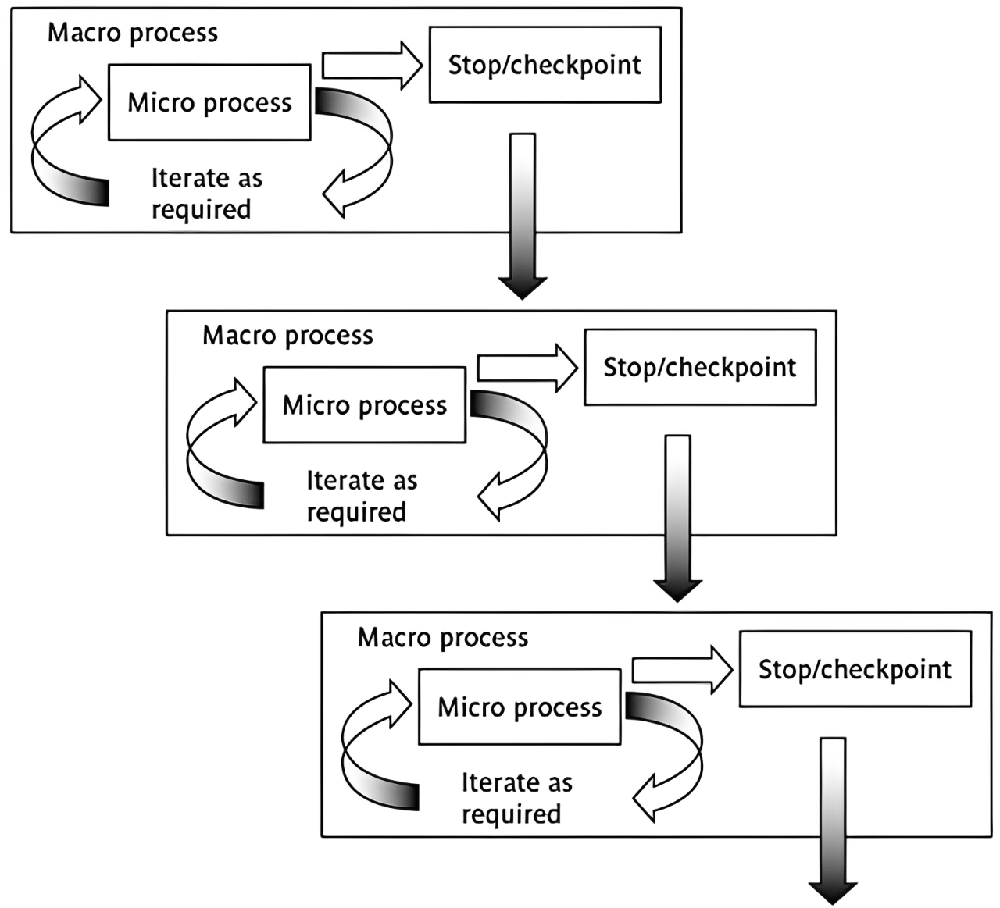 Macro process
Stop/checkpoint
Micro process
Iterate as
required
Macro process
Stop/checkpoint
Micro process
Iterate as
required
Macro process
Stop/checkpoint
Micro process
Iterate as
required